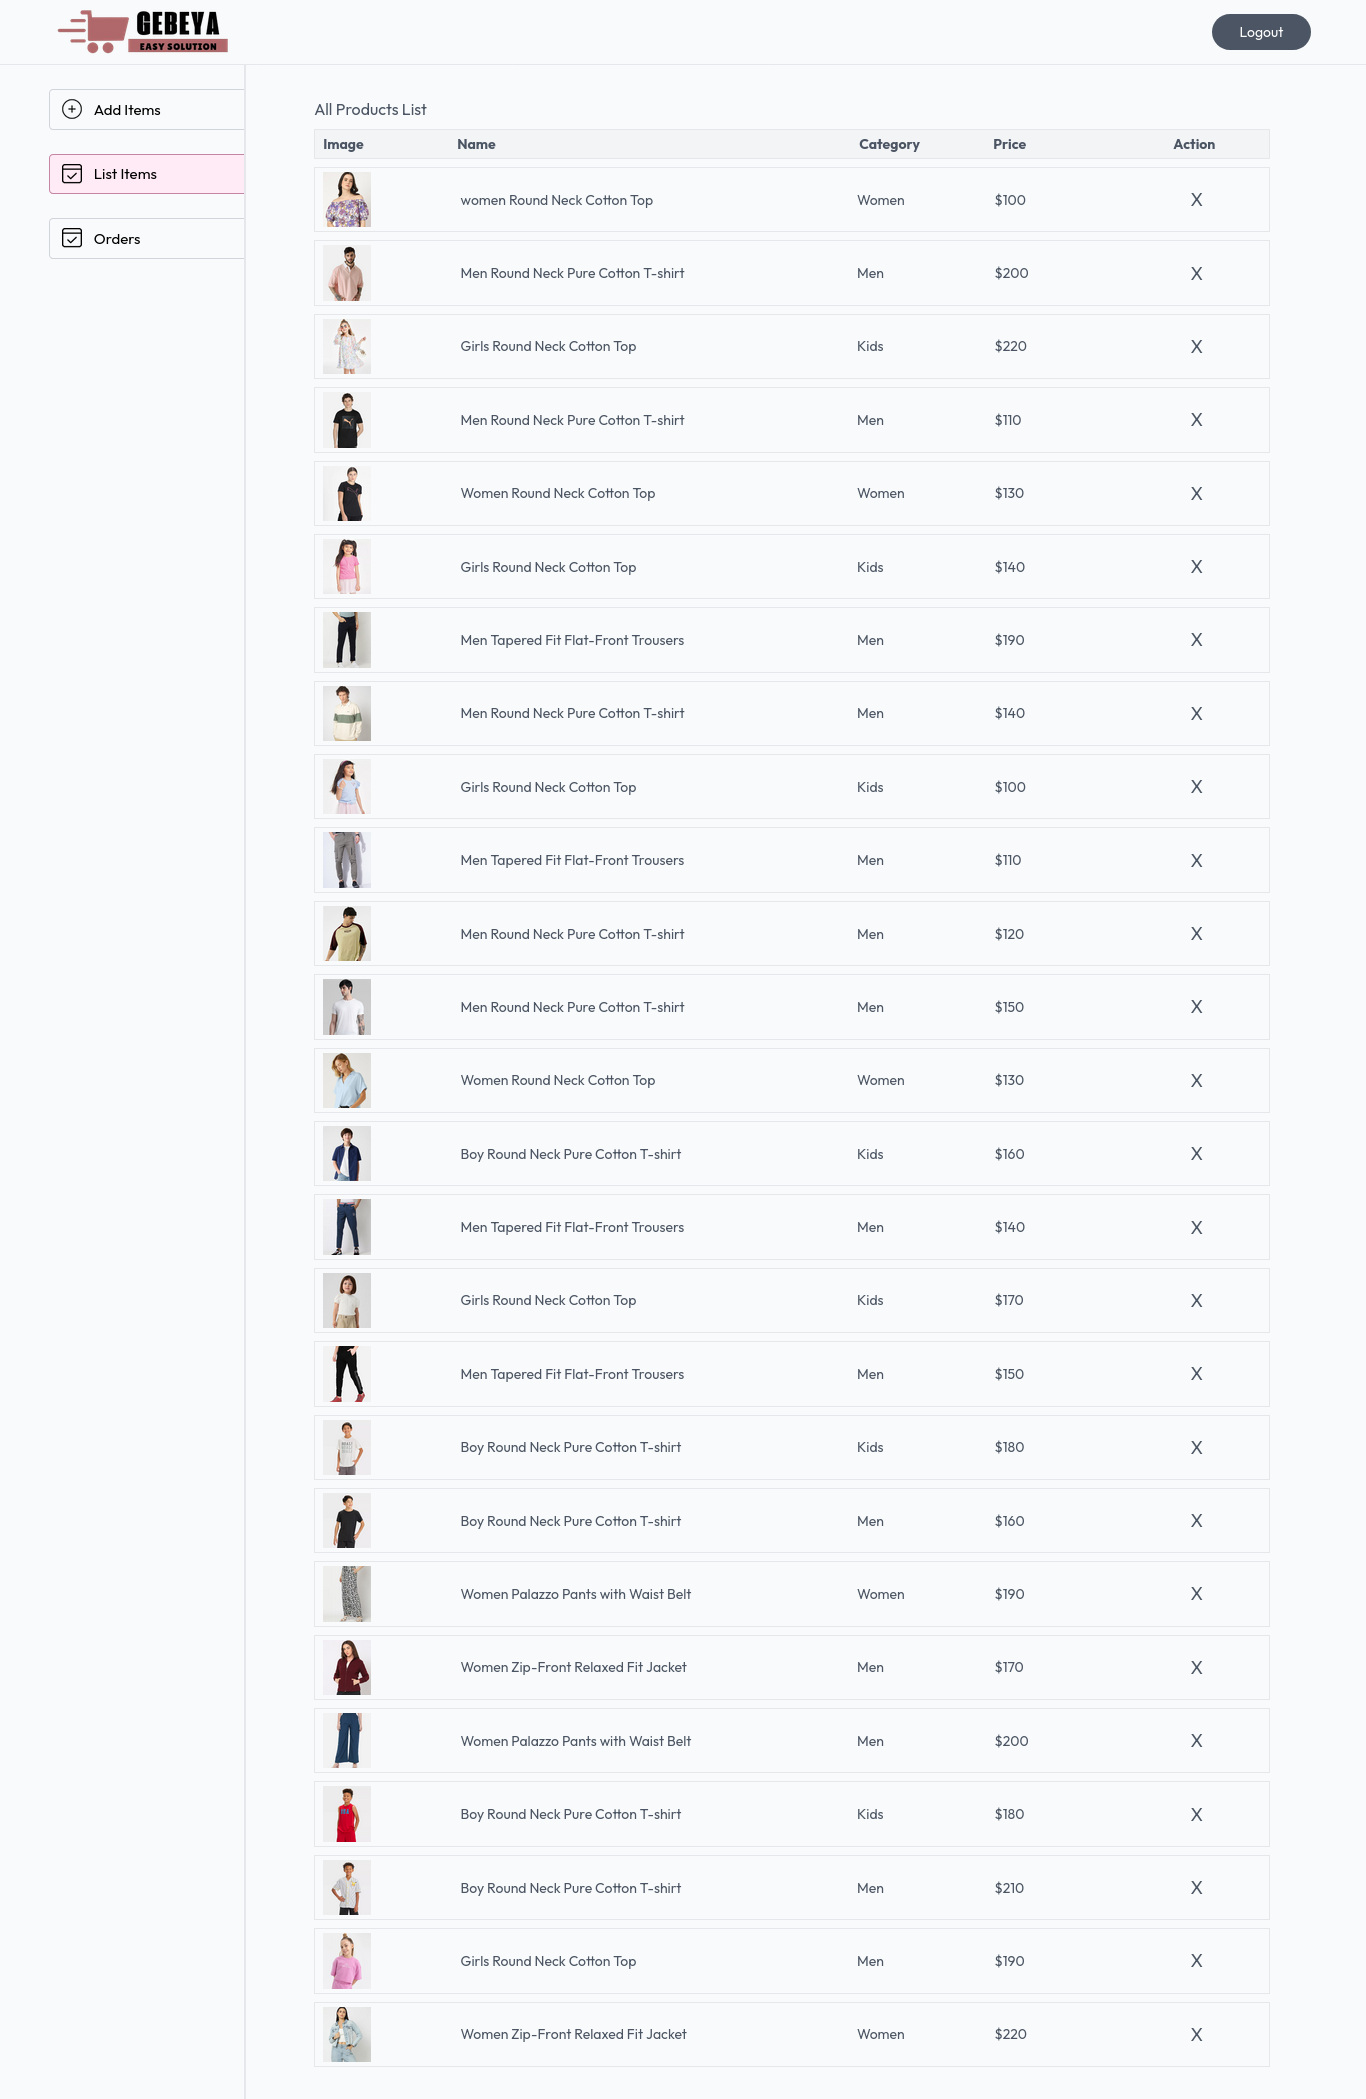 GEBEYA
EASY SOLUTION
Logout
Add Items
List Items
Orders
All Products List
Image Name Category Price Action
women Round Neck Cotton Top Women $100 X
Men Round Neck Pure Cotton T-shirt Men $200 X
Girls Round Neck Cotton Top Kids $220 X
Men Round Neck Pure Cotton T-shirt Men $110 X
Women Round Neck Cotton Top Women $130 X
Girls Round Neck Cotton Top Kids $140 X
Men Tapered Fit Flat-Front Trousers Men $190 X
Men Round Neck Pure Cotton T-shirt Men $140 X
Girls Round Neck Cotton Top Kids $100 X
Men Tapered Fit Flat-Front Trousers Men $110 X
Men Round Neck Pure Cotton T-shirt Men $120 X
Men Round Neck Pure Cotton T-shirt Men $150 X
Women Round Neck Cotton Top Women $130 X
Boy Round Neck Pure Cotton T-shirt Kids $160 X
Men Tapered Fit Flat-Front Trousers Men $140 X
Girls Round Neck Cotton Top Kids $170 X
Men Tapered Fit Flat-Front Trousers Men $150 X
Boy Round Neck Pure Cotton T-shirt Kids $180 X
Boy Round Neck Pure Cotton T-shirt Men $160 X
Women Palazzo Pants with Waist Belt Women $190 X
Women Zip-Front Relaxed Fit Jacket Men $170 X
Women Palazzo Pants with Waist Belt Men $200 X
Boy Round Neck Pure Cotton T-shirt Kids $180 X
Boy Round Neck Pure Cotton T-shirt Men $210 X
Girls Round Neck Cotton Top Men $190 X
Women Zip-Front Relaxed Fit Jacket Women $220 X